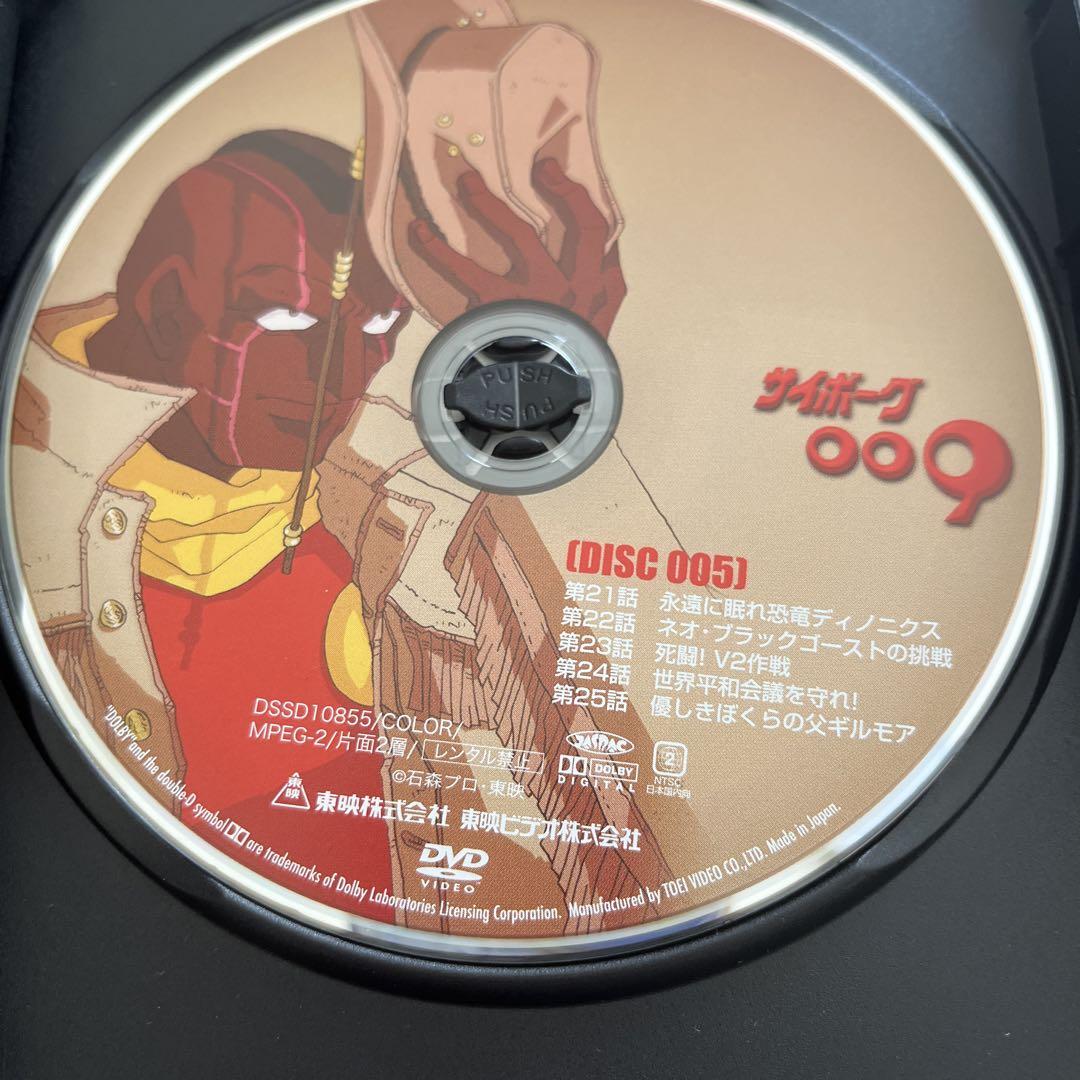 PUSH
PUSH
サイボーグ
009
(DISC 005)
第21話 永遠に眠れ恐竜ディノニクス
第22話 ネオ・ブラックゴーストの挑戦
第23話 死闘! V2作戦
第24話 世界平和会議を守れ!
第25話 優しきぼくらの父ギルモア
DSSD10855/COLOR/
MPEG-2/片面2層/ レンタル禁止
©石森プロ・東映
DASPAC
DOLBY
DIGITAL
2
NTSC
日本国内向
東映
東映株式会社 東映ビデオ株式会社
DVD
VIDEO
"DOLBY" and the double-D symbol are trademarks of Dolby Laboratories Licensing Corporation. Manufactured by TOEI VIDEO CO.,LTD. Made in Japan.